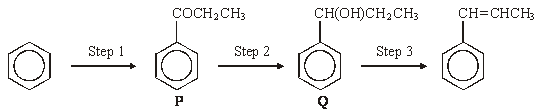 COCH₂CH₃ CH(OH)CH₂CH₃ CH=CHCH₃
Step 1 Step 2 Step 3
P Q